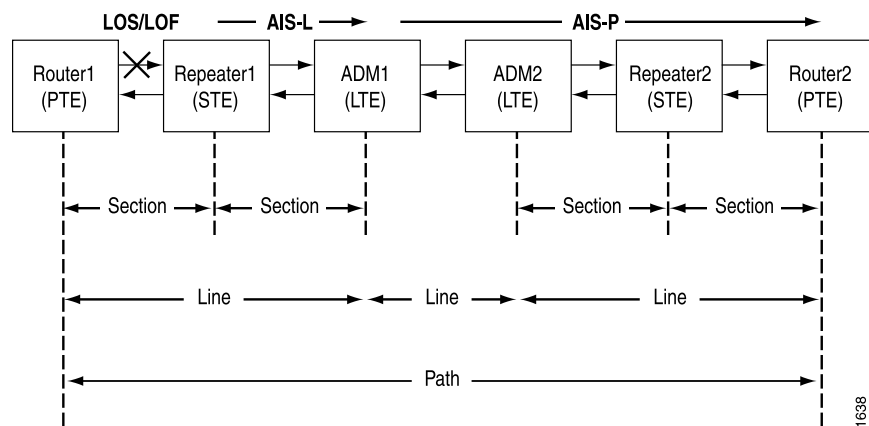 LOS/LOF AIS-L AIS-P
Router1 (PTE)
Repeater1 (STE)
ADM1 (LTE)
ADM2 (LTE)
Repeater2 (STE)
Router2 (PTE)
Section Section Section Section
Line Line Line
Path
1638